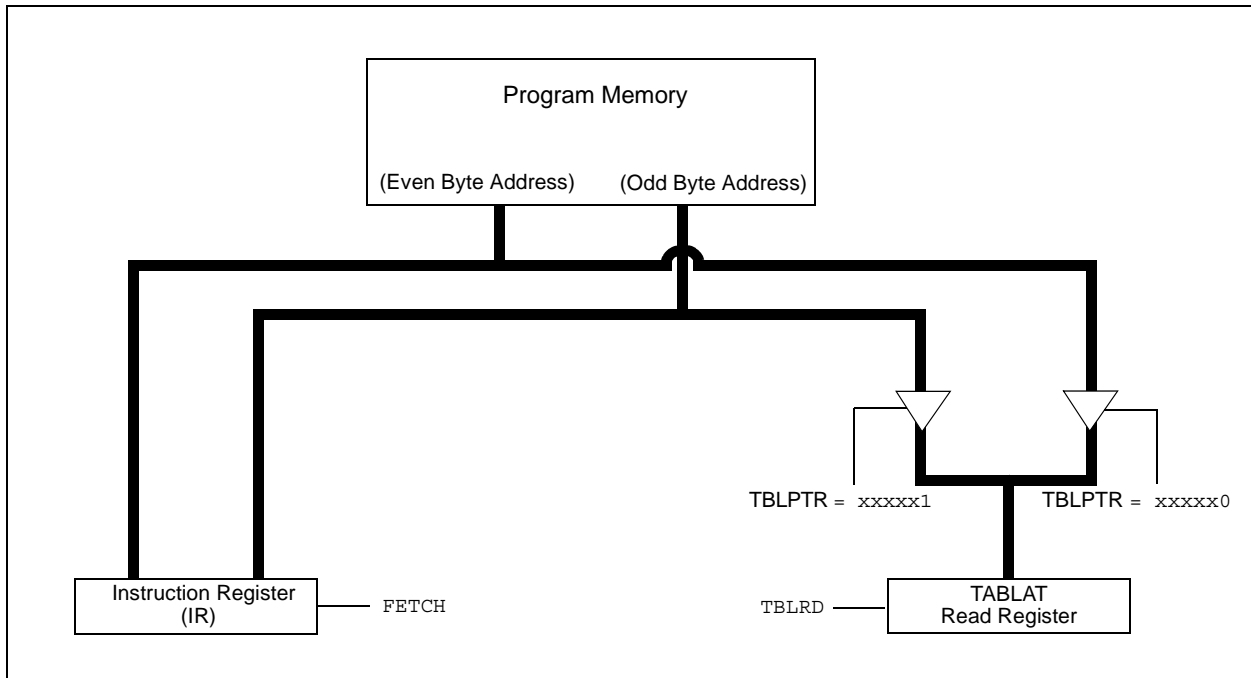 Program Memory
(Even Byte Address) (Odd Byte Address)
TBLPTR = xxxxx1 TBLPTR = xxxxx0
Instruction Register
(IR)
FETCH
TBLRD
TABLAT
Read Register